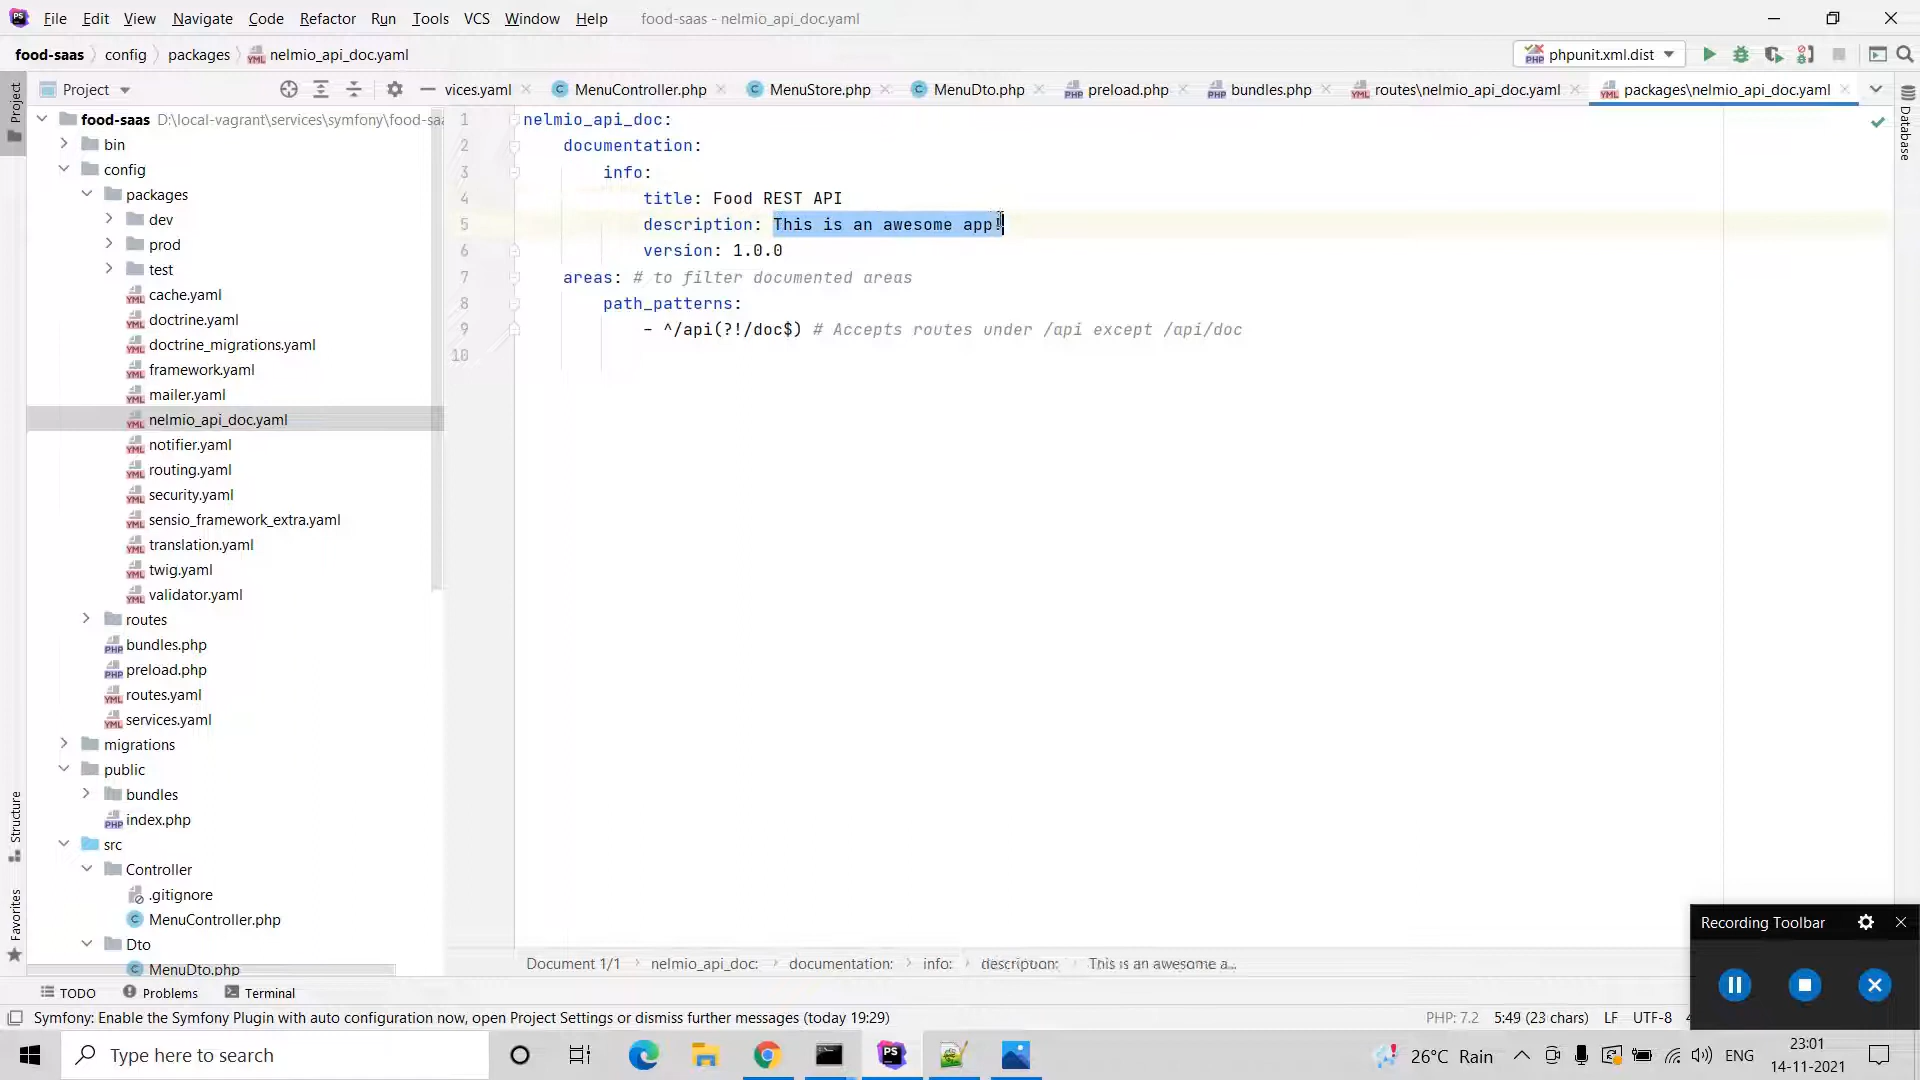 File Edit View Navigate Code Refactor Run Tools VCS Window Help food-saas - nelmio_api_doc.yaml
food-saas config packages nelmio_api_doc.yaml phpunit.xml.dist
Project vices.yaml MenuController.php MenuStore.php MenuDto.php preload.php bundles.php routes\nelmio_api_doc.yaml packages\nelmio_api_doc.yaml
Project
Database
food-saas D:\local-vagrant\services\symfony\food-saa
bin
config
packages
dev
prod
test
cache.yaml
doctrine.yaml
doctrine_migrations.yaml
framework.yaml
mailer.yaml
nelmio_api_doc.yaml
notifier.yaml
routing.yaml
security.yaml
sensio_framework_extra.yaml
translation.yaml
twig.yaml
validator.yaml
routes
bundles.php
preload.php
routes.yaml
services.yaml
migrations
public
bundles
index.php
src
Controller
.gitignore
MenuController.php
Dto
MenuDto.php
Structure
Favorites
1 nelmio_api_doc:
2 documentation:
3 info:
4 title: Food REST API
5 description: This is an awesome app!
6 version: 1.0.0
7 areas: # to filter documented areas
8 path_patterns:
9 - ^/api(?!/doc$) # Accepts routes under /api except /api/doc
10
Document 1/1 nelmio_api_doc: documentation: info: description: This is an awesome a...
Recording Toolbar
TODO Problems Terminal
Symfony: Enable the Symfony Plugin with auto configuration now, open Project Settings or dismiss further messages (today 19:29) PHP: 7.2 5:49 (23 chars) LF UTF-8
Type here to search 26°C Rain ENG 23:01
14-11-2021